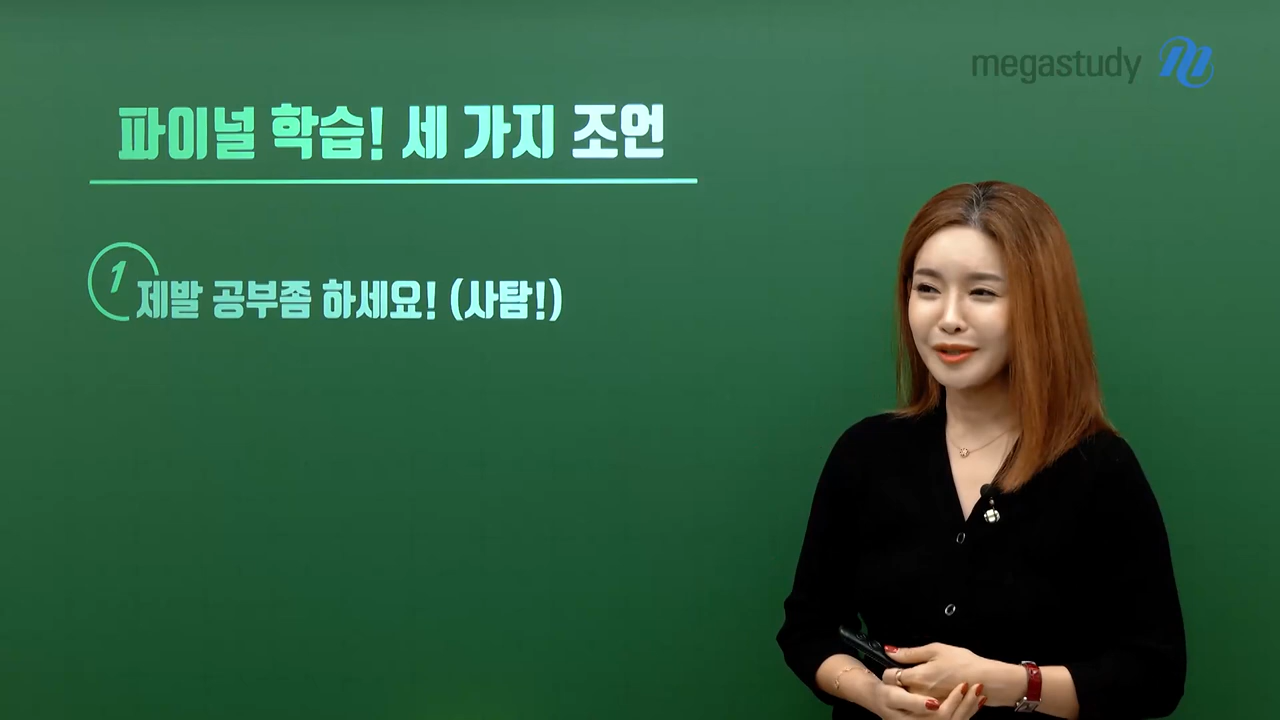 megastudy
파이널 학습! 세 가지 조언
1 제발 공부좀 하세요! (사탐!)